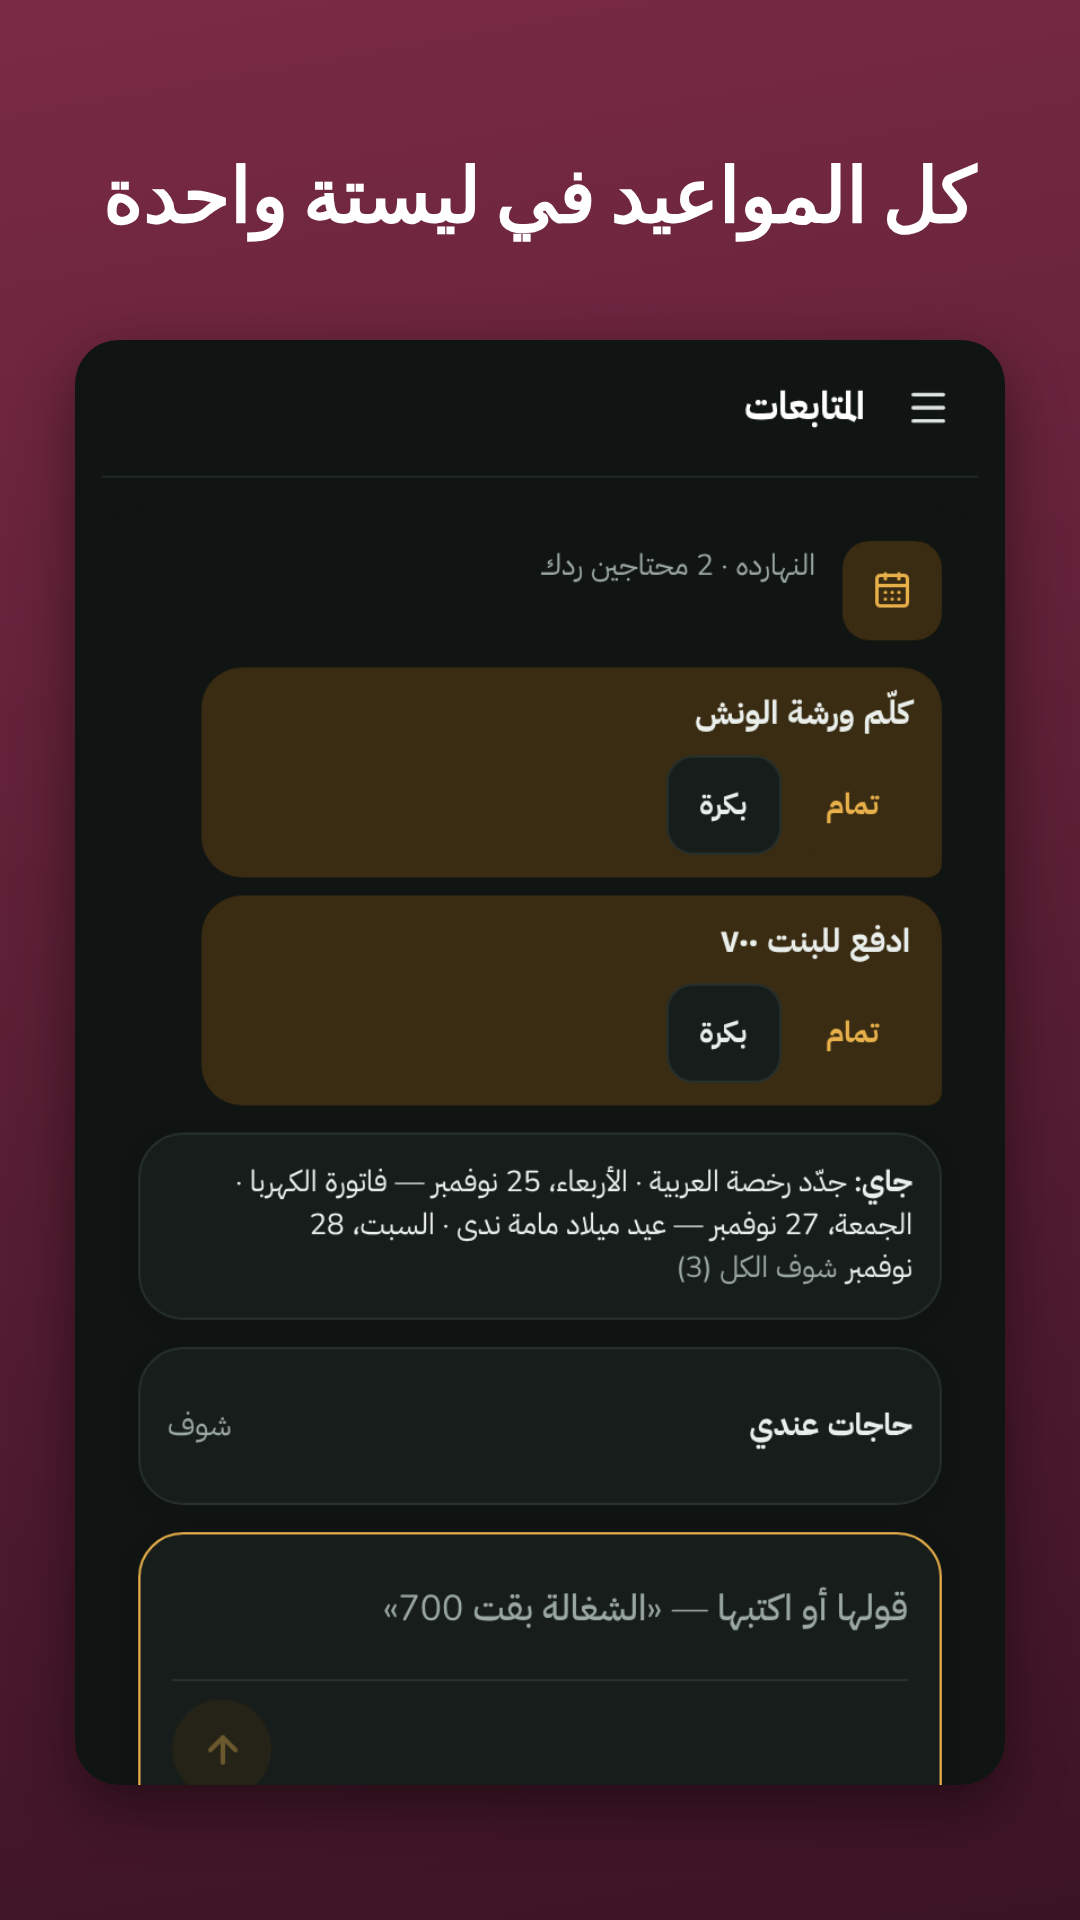 كل المواعيد في ليستة واحدة
المتابعات
النهارده · 2 محتاجين ردك
كلّم ورشة الونش
تمام
بكرة
ادفع للبنت ٧٠٠
تمام
بكرة
جاي: جدّد رخصة العربية · الأربعاء، 25 نوفمبر — فاتورة الكهربا ·
الجمعة، 27 نوفمبر — عيد ميلاد مامة ندى · السبت، 28
نوفمبر شوف الكل (3)
حاجات عندي
شوف
قولها أو اكتبها — «الشغالة بقت 700»